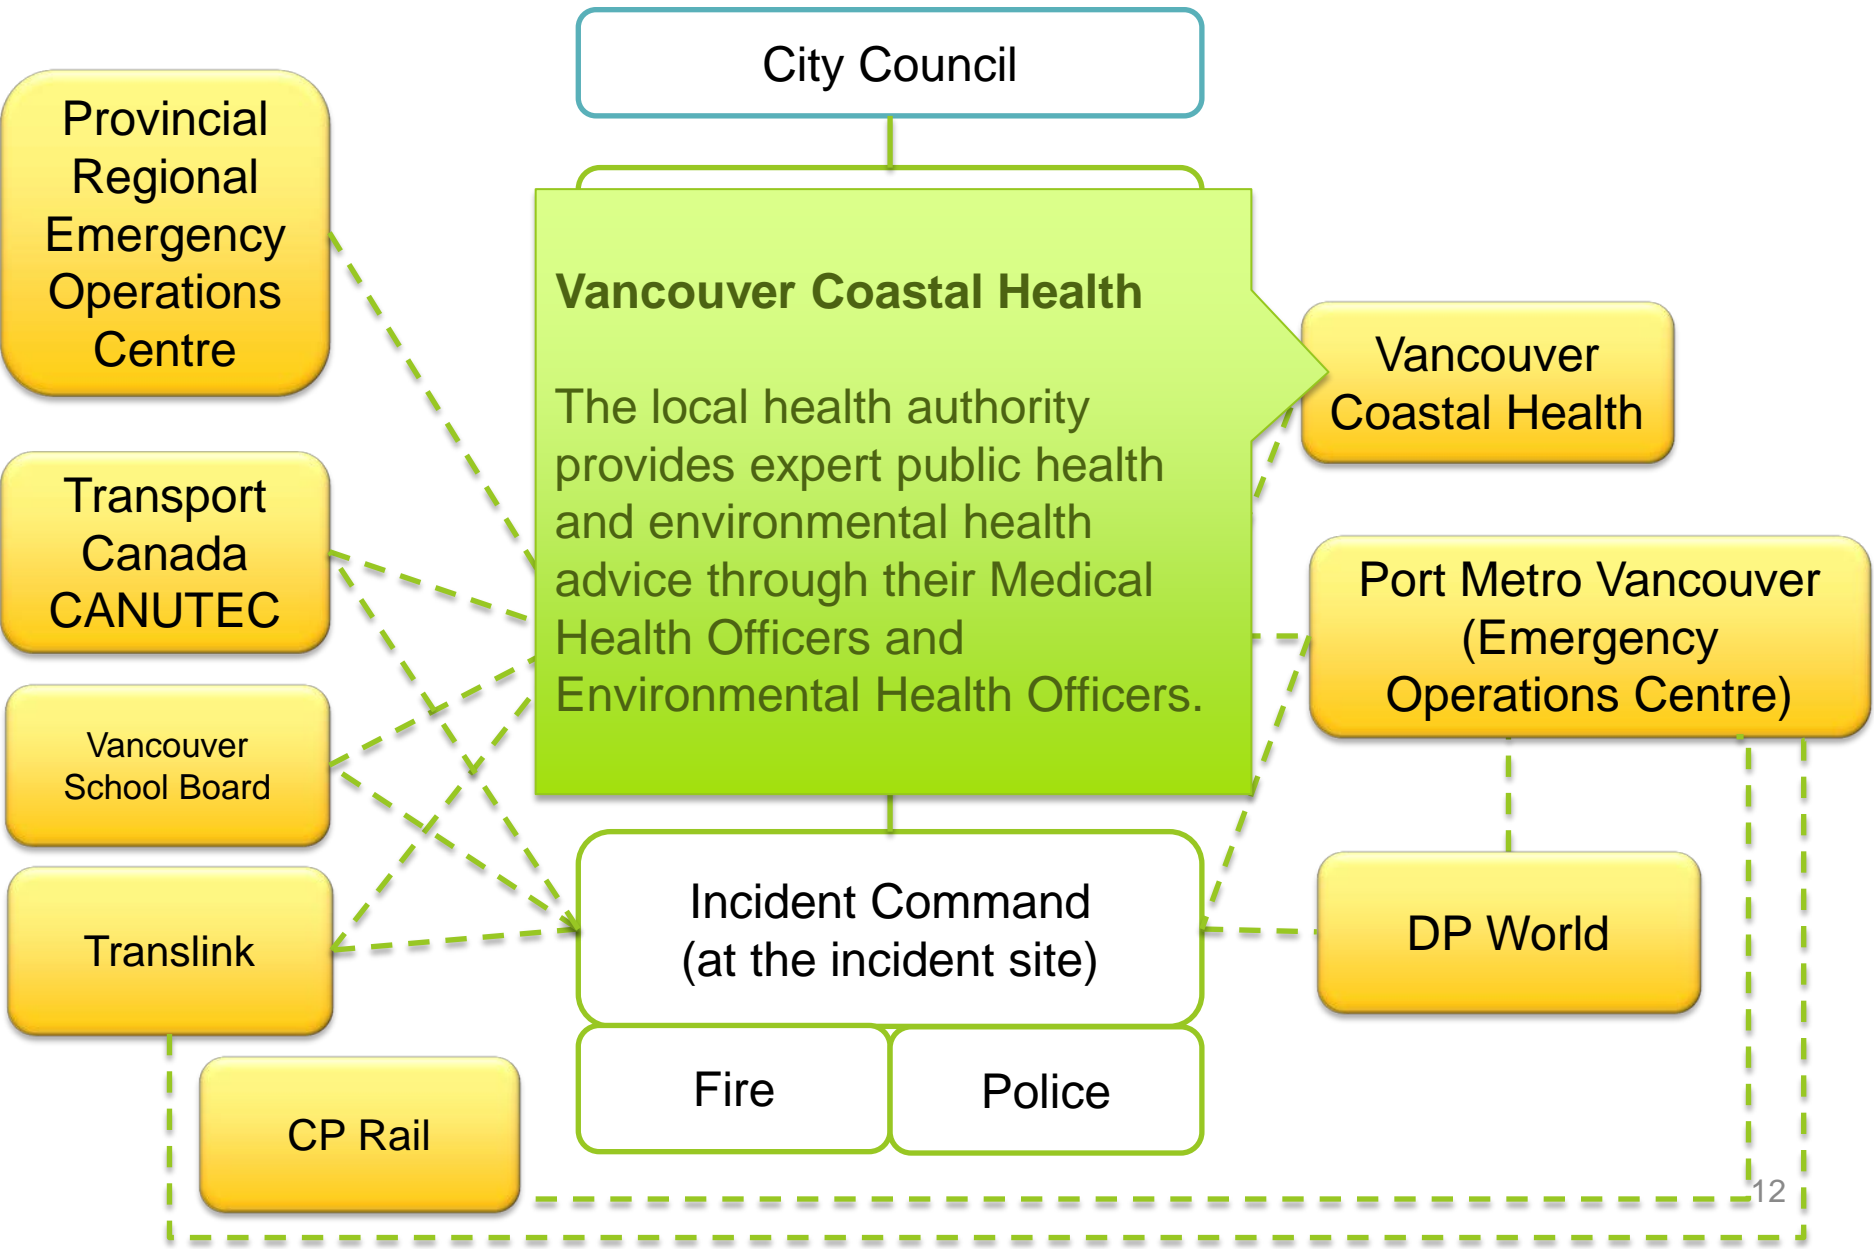 City Council
Provincial
Regional
Emergency
Operations
Centre
Vancouver Coastal Health
The local health authority
provides expert public health
and environmental health
advice through their Medical
Health Officers and
Environmental Health Officers.
Vancouver
Coastal Health
Transport
Canada
CANUTEC
Port Metro Vancouver
(Emergency
Operations Centre)
Vancouver
School Board
Translink
Incident Command
(at the incident site)
DP World
Fire
Police
CP Rail
12